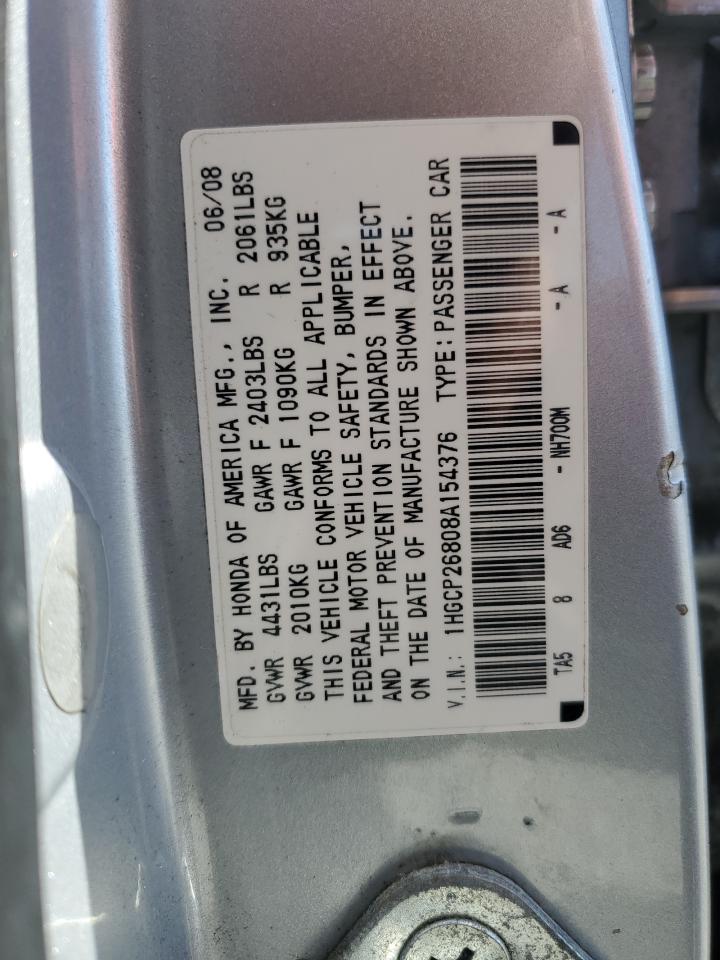 MFD. BY HONDA OF AMERICA MFG., INC. 06/08
GVWR 4431LBS GAWR F 2403LBS R 2061LBS
GVWR 2010KG GAWR F 1090KG R 935KG
THIS VEHICLE CONFORMS TO ALL APPLICABLE
FEDERAL MOTOR VEHICLE SAFETY, BUMPER,
AND THEFT PREVENTION STANDARDS IN EFFECT
ON THE DATE OF MANUFACTURE SHOWN ABOVE.
V.I.N.: 1HGCP26808A154376 TYPE: PASSENGER CAR
TA5 8 AD6 - NH700M - A - A